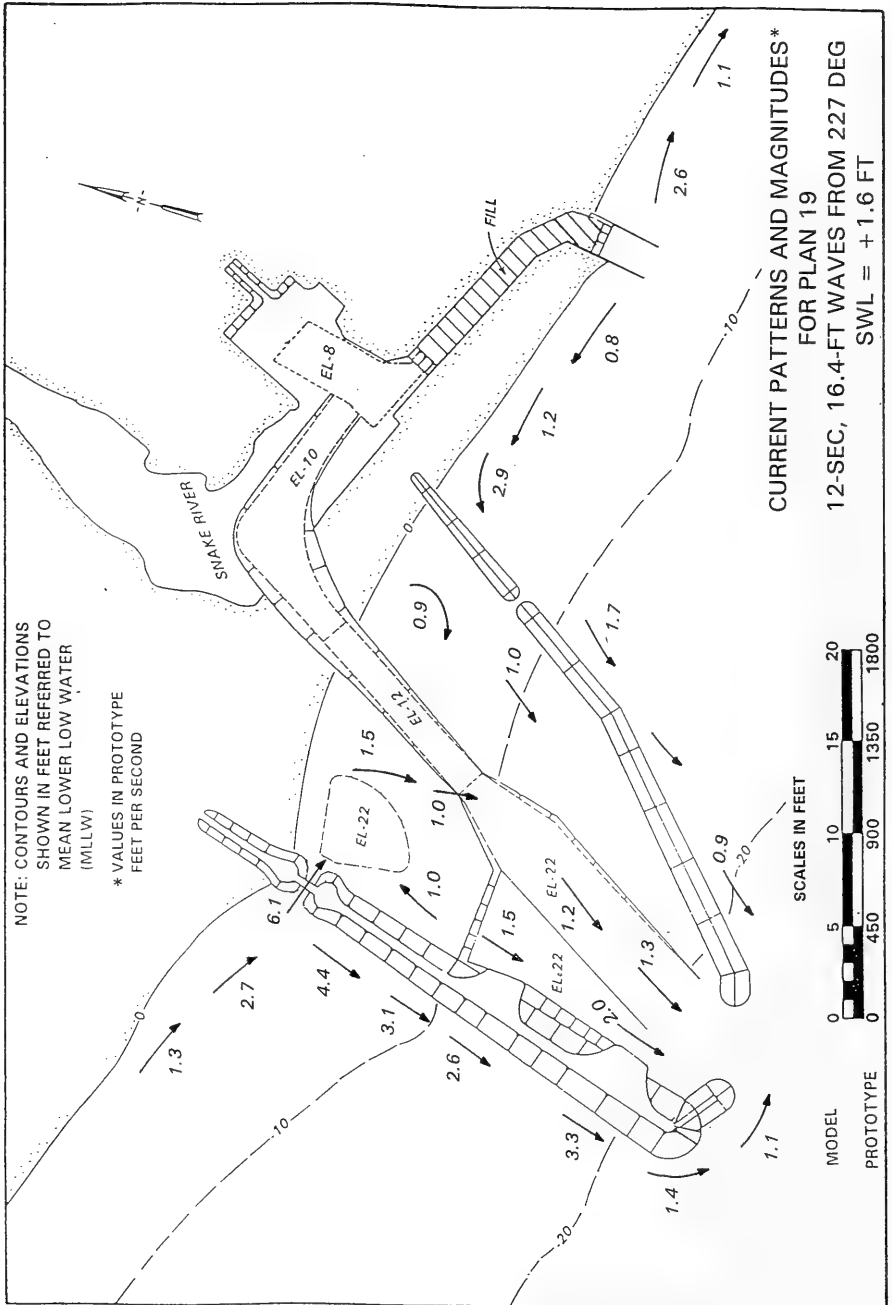 NOTE: CONTOURS AND ELEVATIONS
SHOWN IN FEET REFERRED TO
MEAN LOWER LOW WATER
(MLLW)
* VALUES IN PROTOTYPE
FEET PER SECOND
N
SNAKE RIVER
EL-8
EL-10
FILL
EL-12
0
0
1.3
2.7
6.1
EL-22
1.5
1.0
1.0
0.9
4.4
3.1
2.6
3.3
1.4
1.1
1.5
EL-22
1.2
EL-22
1.3
2.0
1.0
2.9
1.2
0.8
2.6
1.1
1.7
0.9
-10
-10
-20
-20
SCALES IN FEET
MODEL
0 5 10 15 20
PROTOTYPE
0 450 900 1350 1800
CURRENT PATTERNS AND MAGNITUDES*
FOR PLAN 19
12-SEC, 16.4-FT WAVES FROM 227 DEG
SWL = +1.6 FT